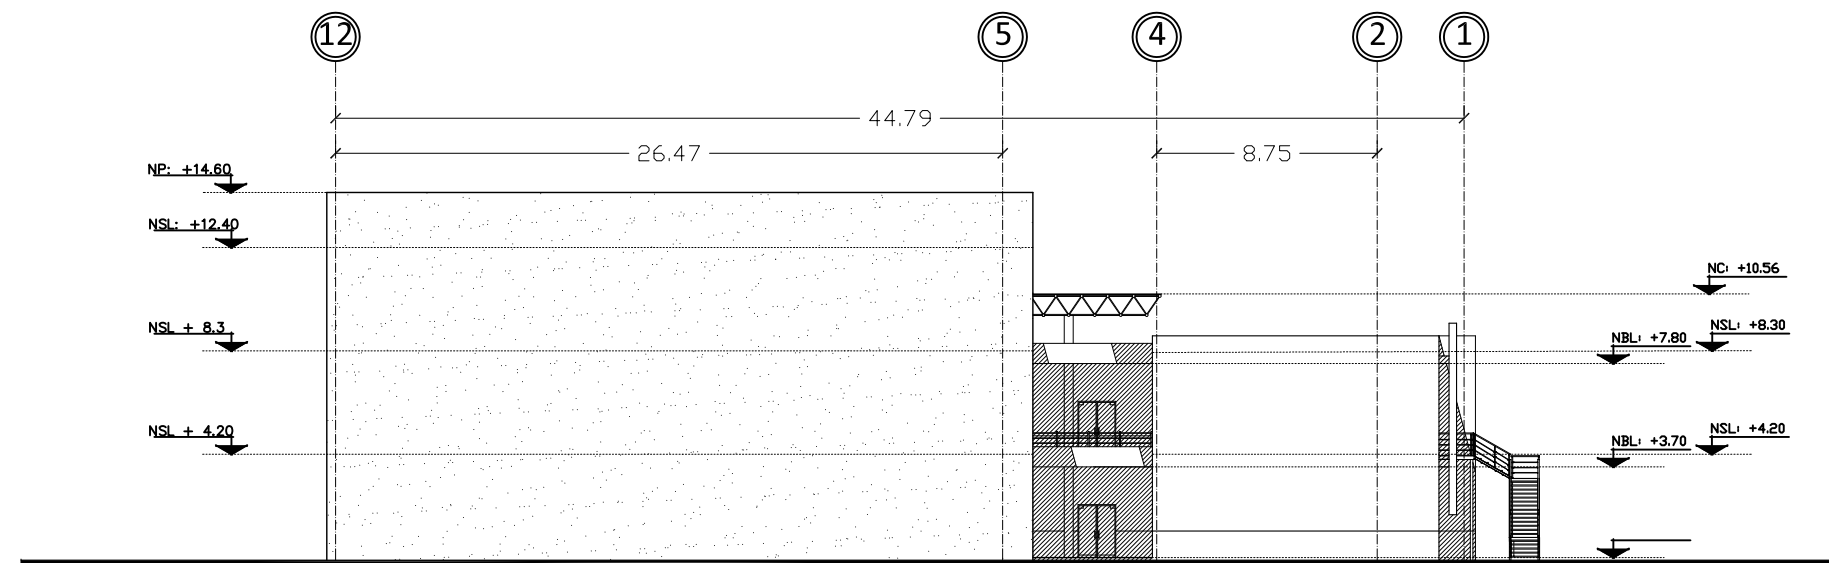 12 5 4 2 1
44.79
26.47 8.75
NP: +14.60
NSL: +12.40
NC: +10.56
NSL + 8.3
NSL: +8.30
NBL: +7.80
NSL + 4.20
NSL: +4.20
NBL: +3.70